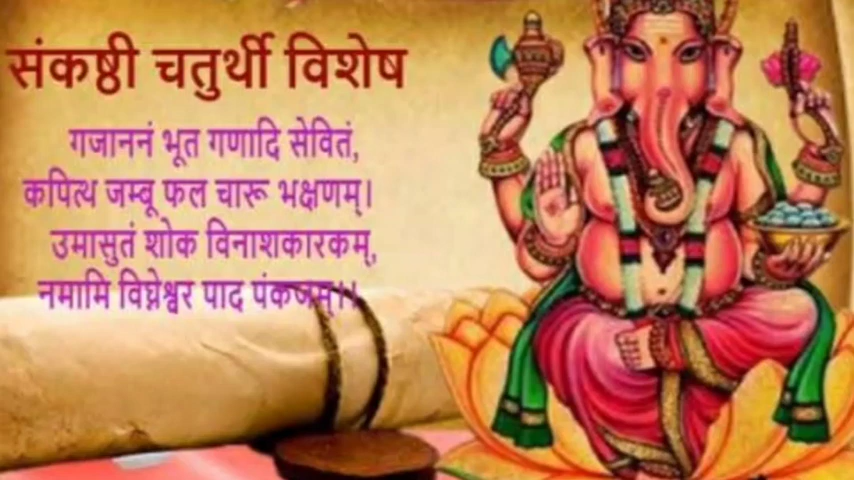 संकष्ठी चतुर्थी विशेष
गजाननं भूत गणादि सेवितं,
कपित्थ जम्बू फल चारू भक्षणम्।
उमासुतं शोक विनाशकारकम्,
नमामि विघ्नेश्वर पाद पंकजम्।।